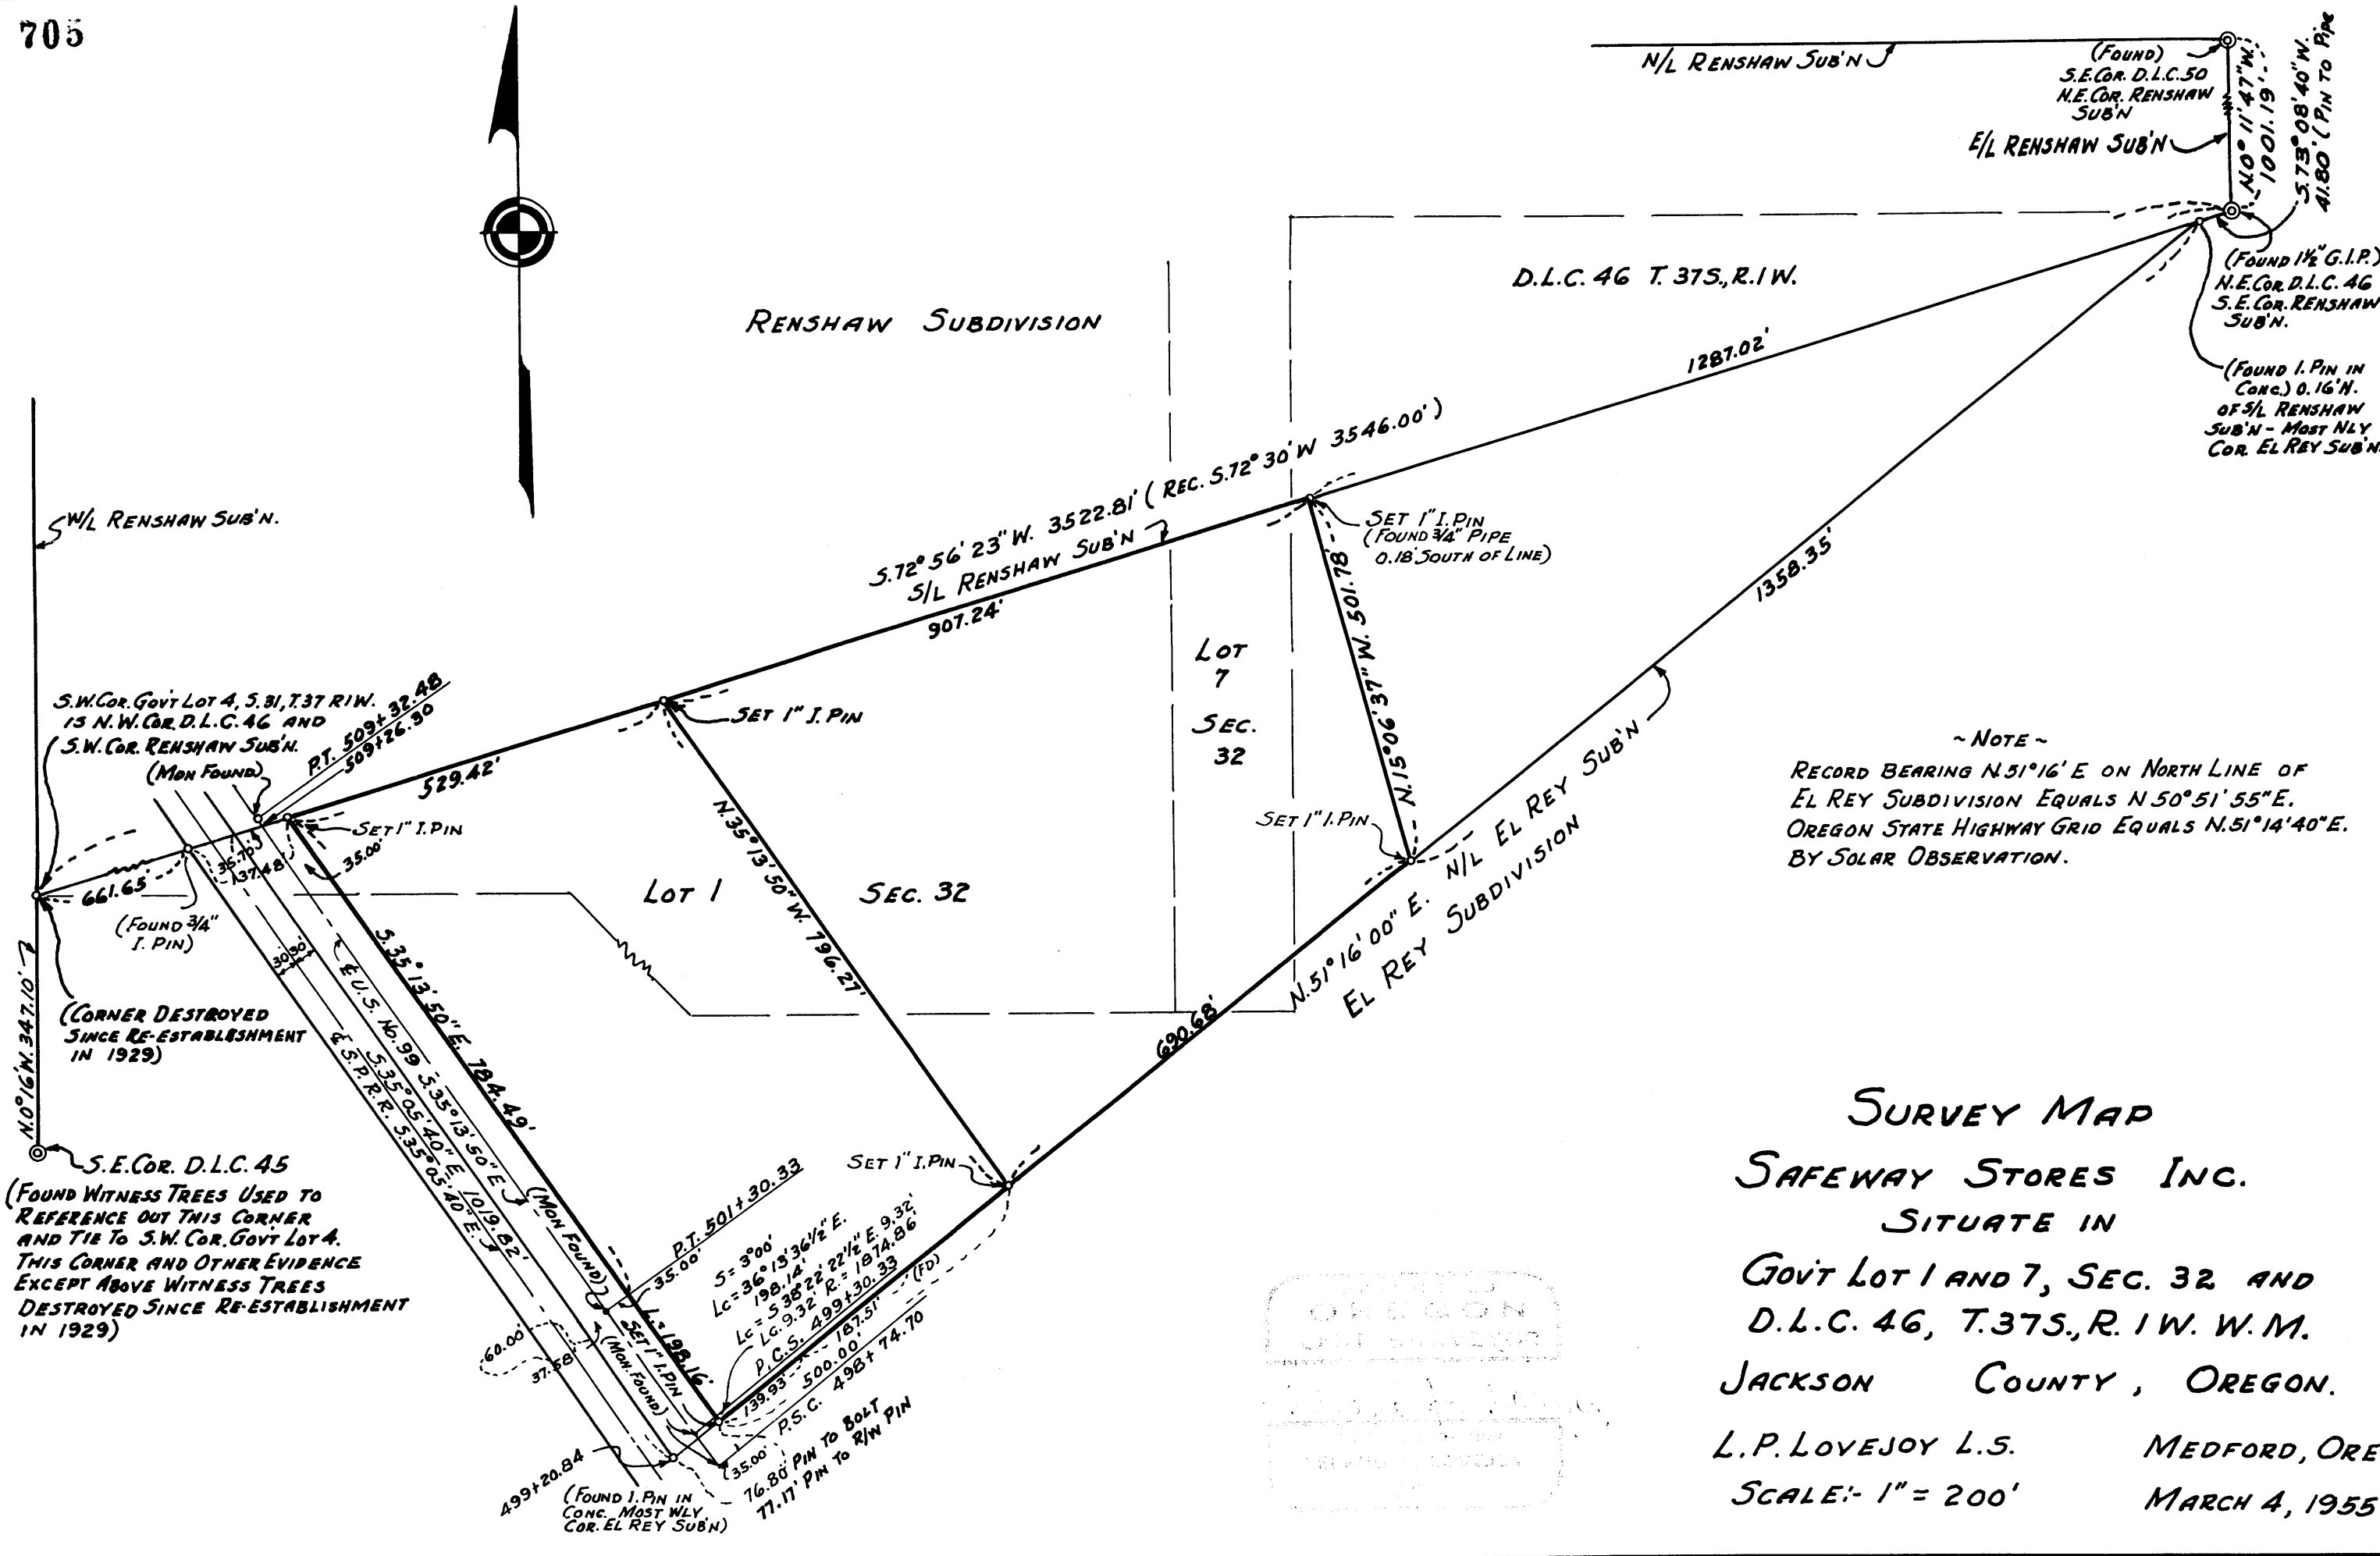 705
N/L RENSHAW SUB'N
(FOUND)
S.E. COR. D.L.C. 50
N.E. COR. RENSHAW
SUB'N
E/L RENSHAW SUB'N
N.0° 11' 47" W.
1001.19'
S.73° 08' 40" W.
41.80' (PIN TO PIPE
(FOUND 1½" G.I.P.)
N.E. COR D.L.C. 46
S.E. COR. RENSHAW
SUB'N.
(FOUND I. PIN IN
CONC.) 0.16' N.
OF S/L RENSHAW
SUB'N - MOST NLY
COR. EL REY SUB'N.
D.L.C. 46 T. 37S., R. 1 W.
RENSHAW SUBDIVISION
1287.02'
S.72° 56' 23" W. 3522.81' ( REC. S.72° 30' W 3546.00' )
S/L RENSHAW SUB'N
907.24'
SET 1" I. PIN
(FOUND ¾" PIPE
0.18' SOUTH OF LINE)
1358.35'
N.15° 06' 37" W. 501.78'
W/L RENSHAW SUB'N.
S.W. COR. GOV'T LOT 4, S. 31, T. 37 R1W.
IS N.W. COR. D.L.C. 46 AND
S.W. COR. RENSHAW SUB'N.
(MON FOUND)
P.T. 509+32.48
509+26.30
529.42'
SET 1" I. PIN
SET 1" I. PIN
35.00'
35.70'
137.48'
661.65'
(FOUND ¾"
I. PIN)
LOT
7
SEC.
32
LOT 1
SEC. 32
N.35° 13' 50" W. 796.27'
SET 1" I. PIN
N.51° 16' 00" E. N/L EL REY SUB'N
EL REY SUBDIVISION
690.68'
~ NOTE ~
RECORD BEARING N.51°16' E ON NORTH LINE OF
EL REY SUBDIVISION EQUALS N 50° 51' 55" E.
OREGON STATE HIGHWAY GRID EQUALS N.51° 14' 40" E.
BY SOLAR OBSERVATION.
N.0° 16' W. 347.10'
(CORNER DESTROYED
SINCE RE-ESTABLISHMENT
IN 1929)
30' 30'
S.35° 13' 50" E. 784.49'
℄ U.S. No. 99 S.35° 13' 50" E
S.35° 05' 40" E. 1019.82'
℄ S.P.R.R. S.35° 05' 40" E.
(MON FOUND)
S.E. COR. D.L.C. 45
(FOUND WITNESS TREES USED TO
REFERENCE OUT THIS CORNER
AND TIE TO S.W. COR. GOV'T LOT 4.
THIS CORNER AND OTHER EVIDENCE
EXCEPT ABOVE WITNESS TREES
DESTROYED SINCE RE-ESTABLISHMENT
IN 1929)
SET 1" I. PIN
P.T. 501+30.33
35.00'
S = 3°00'
Lc = 36° 13' 36½" E.
198.14'
Lc = S 38° 22' 22½" E. 9.32'
LG. 9.32' R. = 1874.86'
P.C.S. 499+30.33
187.51' (FD)
139.93'
500.00'
P.S.C. 498+74.70
L = 198.16'
SET 1" I. PIN
(MON. FOUND)
60.00'
37.58'
35.00'
76.80' PIN TO BOLT
77.17' PIN TO R/W PIN
499+20.84
(FOUND I. PIN IN
CONC. MOST WLY.
COR. EL REY SUB'N)
SURVEY MAP
SAFEWAY STORES INC.
SITUATE IN
GOV'T LOT 1 AND 7, SEC. 32 AND
D.L.C. 46, T. 37S., R. 1 W. W.M.
JACKSON COUNTY, OREGON.
L.P. LOVEJOY L.S. MEDFORD, ORE
SCALE:- 1" = 200' MARCH 4, 1955